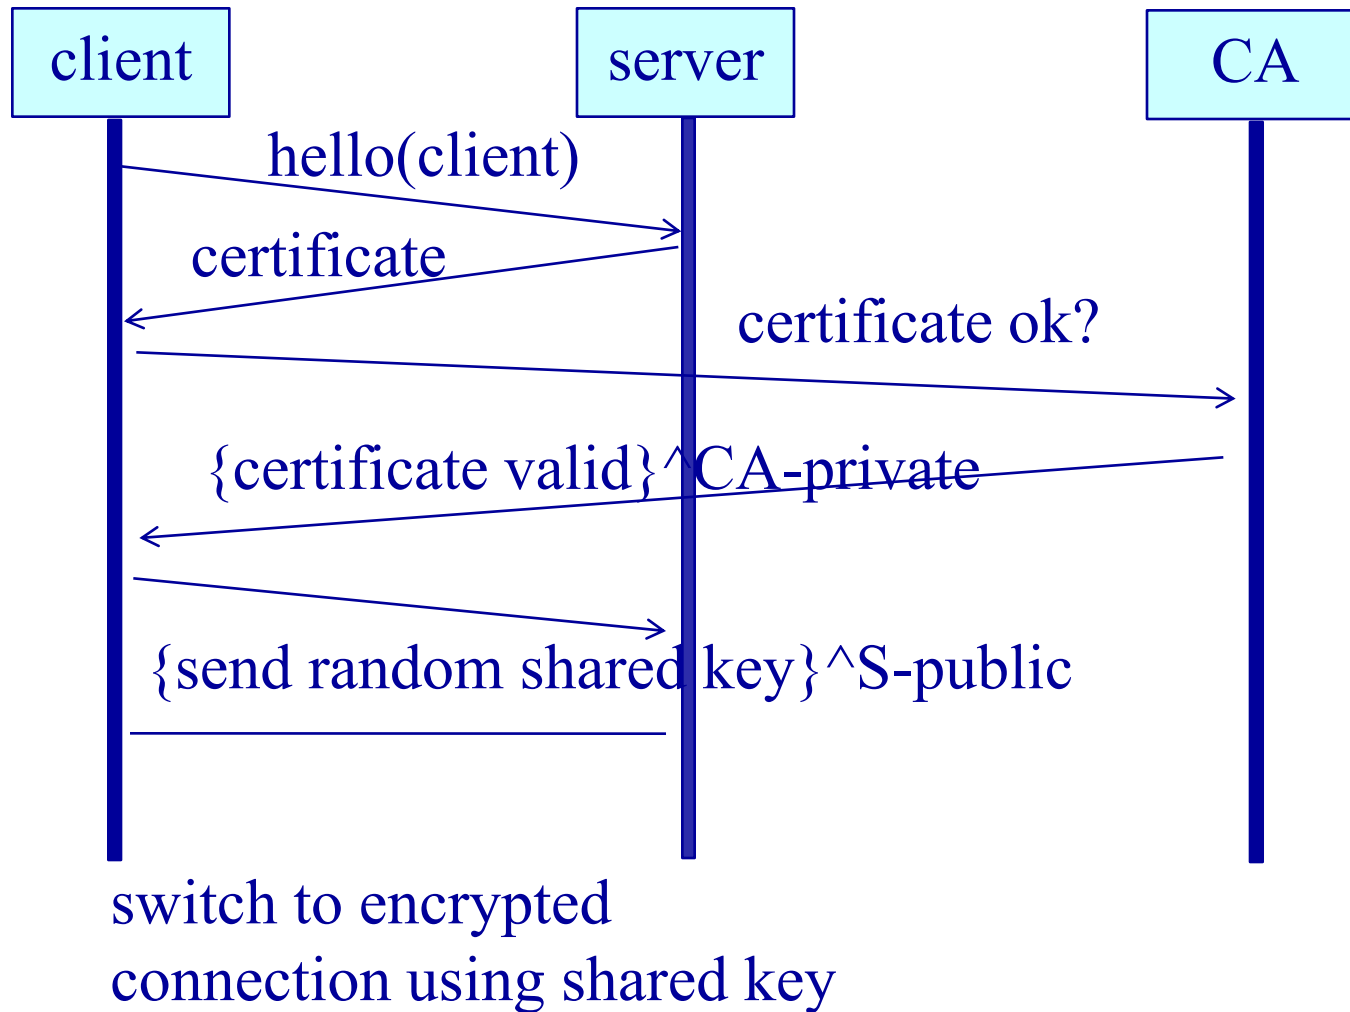 client
server
CA
hello(client)
certificate
certificate ok?
{certificate valid}^CA-private
{send random shared key}^S-public
switch to encrypted
connection using shared key